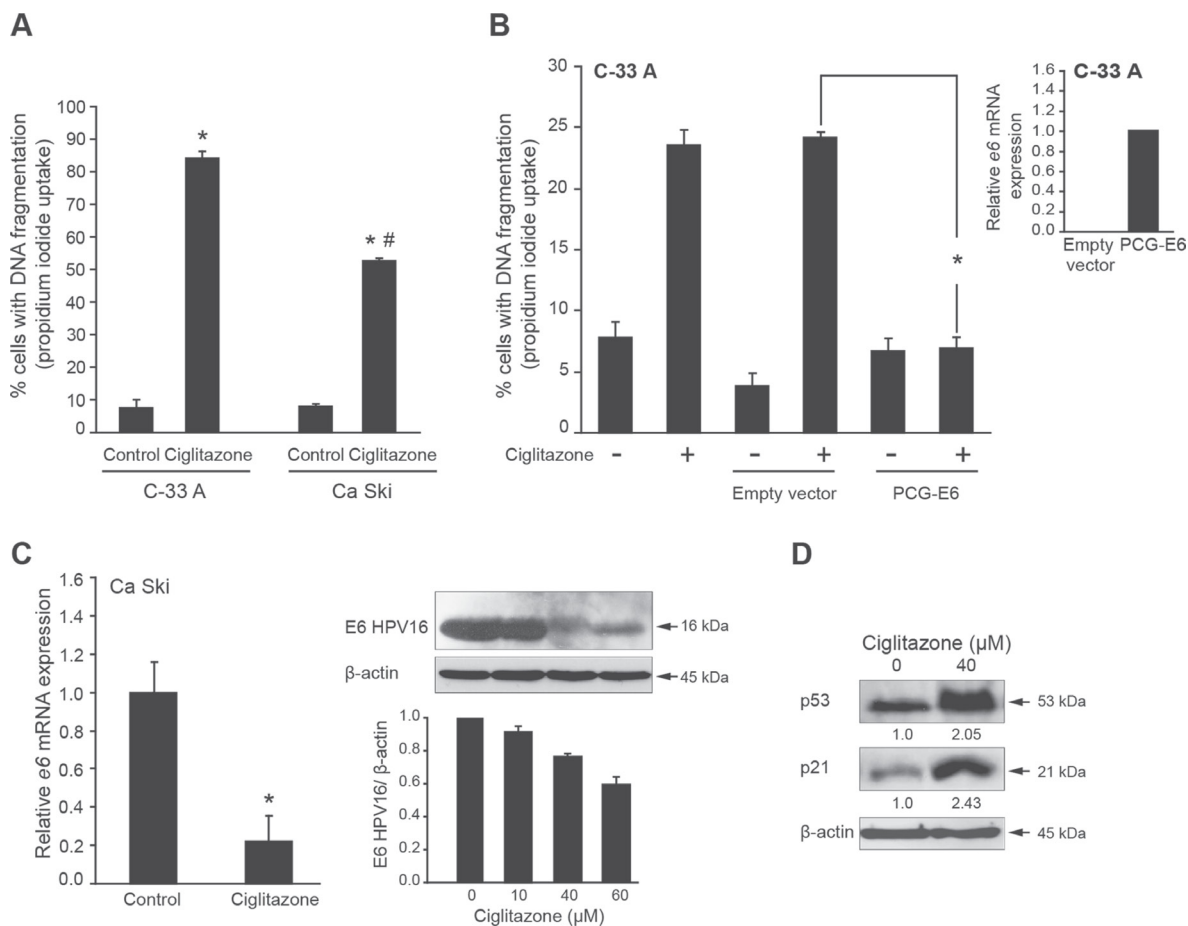 A
% cells with DNA fragmentation
(propidium iodide uptake)
100
90
80
70
60
50
40
30
20
10
0
*
* #
Control Ciglitazone
Control Ciglitazone
C-33 A
Ca Ski
B
C-33 A
% cells with DNA fragmentation
(propidium iodide uptake)
30
25
20
15
10
5
0
*
Ciglitazone - + - + - +
Empty vector
PCG-E6
C-33 A
Relative e6 mRNA
expression
1.6
1.4
1.2
1.0
0.8
0.6
0.4
0.2
0.0
Empty PCG-E6
vector
C
Ca Ski
Relative e6 mRNA expression
1.6
1.4
1.2
1.0
0.8
0.6
0.4
0.2
0.0
*
Control Ciglitazone
E6 HPV16
16 kDa
β-actin
45 kDa
E6 HPV16/ β-actin
1.0
0.8
0.6
0.4
0.2
0.0
0 10 40 60
Ciglitazone (µM)
D
Ciglitazone (µM)
0 40
p53
53 kDa
1.0 2.05
p21
21 kDa
1.0 2.43
β-actin
45 kDa